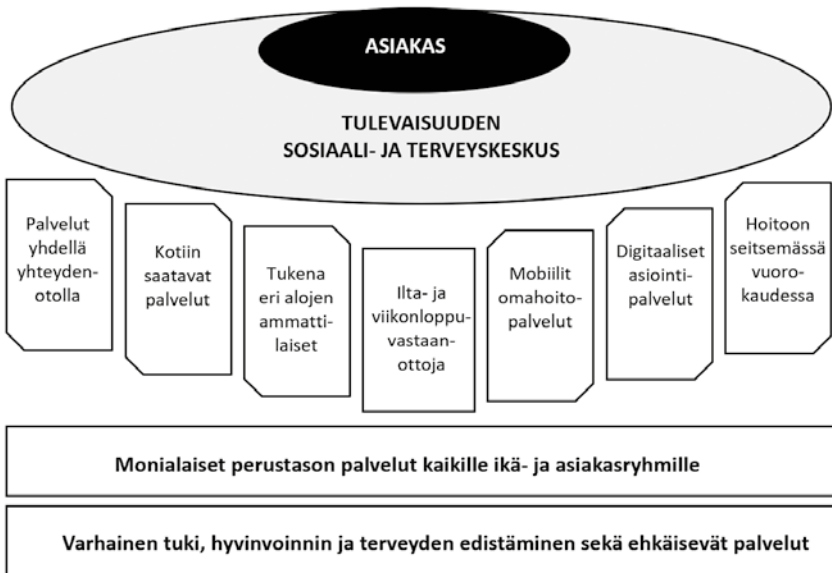 ASIAKAS
TULEVAISUUDEN
SOSIAALI- JA TERVEYSKESKUS
Palvelut
yhdellä
yhteyden-
otolla
Kotiin
saatavat
palvelut
Tukena
eri alojen
ammatti-
laiset
Ilta- ja
viikonloppu-
vastaan-
ottoja
Mobiilit
omahoito-
palvelut
Digitaaliset
asiointi-
palvelut
Hoitoon
seitsemässä
vuoro-
kaudessa
Monialaiset perustason palvelut kaikille ikä- ja asiakasryhmille
Varhainen tuki, hyvinvoinnin ja terveyden edistäminen sekä ehkäisevät palvelut